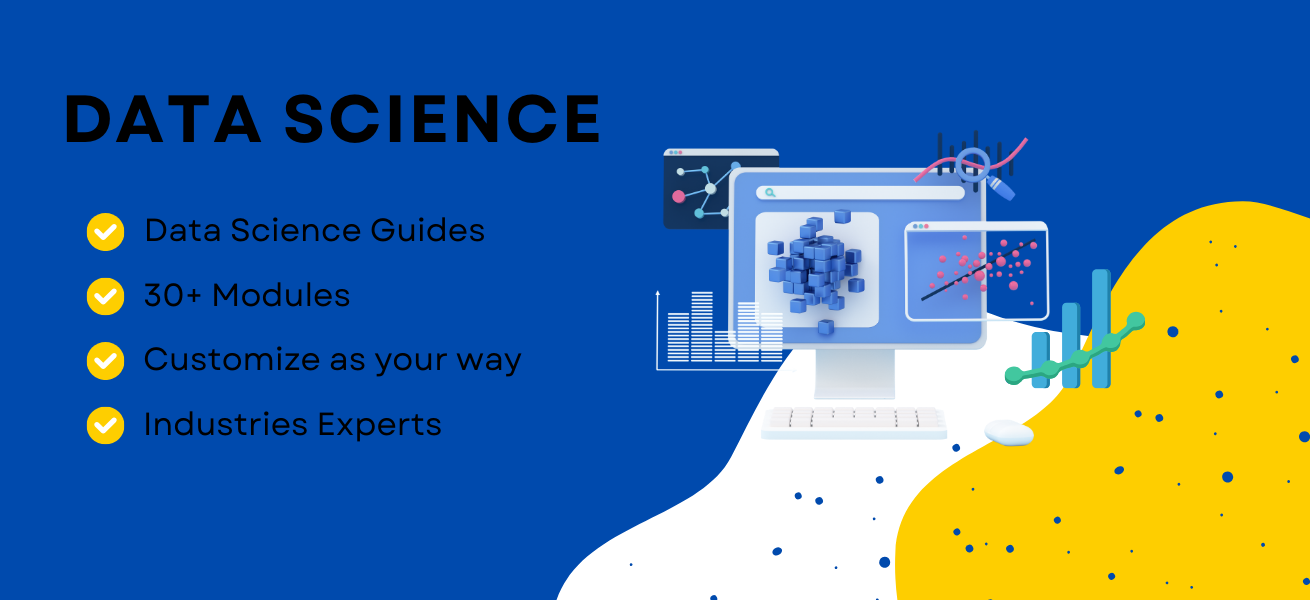 DATA SCIENCE
Data Science Guides
30+ Modules
Customize as your way
Industries Experts